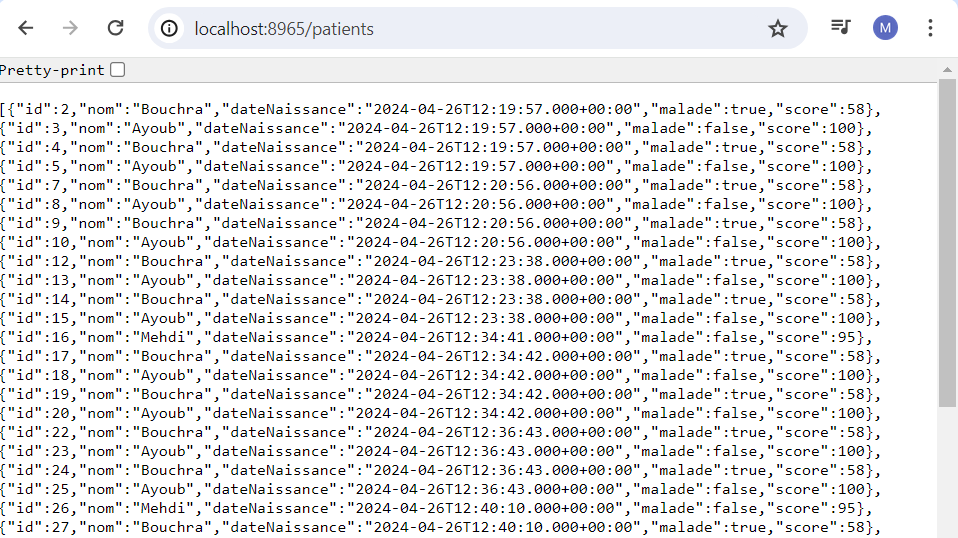 localhost:8965/patients
M
Pretty-print
[{"id":2,"nom":"Bouchra","dateNaissance":"2024-04-26T12:19:57.000+00:00","malade":true,"score":58},
{"id":3,"nom":"Ayoub","dateNaissance":"2024-04-26T12:19:57.000+00:00","malade":false,"score":100},
{"id":4,"nom":"Bouchra","dateNaissance":"2024-04-26T12:19:57.000+00:00","malade":true,"score":58},
{"id":5,"nom":"Ayoub","dateNaissance":"2024-04-26T12:19:57.000+00:00","malade":false,"score":100},
{"id":7,"nom":"Bouchra","dateNaissance":"2024-04-26T12:20:56.000+00:00","malade":true,"score":58},
{"id":8,"nom":"Ayoub","dateNaissance":"2024-04-26T12:20:56.000+00:00","malade":false,"score":100},
{"id":9,"nom":"Bouchra","dateNaissance":"2024-04-26T12:20:56.000+00:00","malade":true,"score":58},
{"id":10,"nom":"Ayoub","dateNaissance":"2024-04-26T12:20:56.000+00:00","malade":false,"score":100},
{"id":12,"nom":"Bouchra","dateNaissance":"2024-04-26T12:23:38.000+00:00","malade":true,"score":58},
{"id":13,"nom":"Ayoub","dateNaissance":"2024-04-26T12:23:38.000+00:00","malade":false,"score":100},
{"id":14,"nom":"Bouchra","dateNaissance":"2024-04-26T12:23:38.000+00:00","malade":true,"score":58},
{"id":15,"nom":"Ayoub","dateNaissance":"2024-04-26T12:23:38.000+00:00","malade":false,"score":100},
{"id":16,"nom":"Mehdi","dateNaissance":"2024-04-26T12:34:41.000+00:00","malade":false,"score":95},
{"id":17,"nom":"Bouchra","dateNaissance":"2024-04-26T12:34:42.000+00:00","malade":true,"score":58},
{"id":18,"nom":"Ayoub","dateNaissance":"2024-04-26T12:34:42.000+00:00","malade":false,"score":100},
{"id":19,"nom":"Bouchra","dateNaissance":"2024-04-26T12:34:42.000+00:00","malade":true,"score":58},
{"id":20,"nom":"Ayoub","dateNaissance":"2024-04-26T12:34:42.000+00:00","malade":false,"score":100},
{"id":22,"nom":"Bouchra","dateNaissance":"2024-04-26T12:36:43.000+00:00","malade":true,"score":58},
{"id":23,"nom":"Ayoub","dateNaissance":"2024-04-26T12:36:43.000+00:00","malade":false,"score":100},
{"id":24,"nom":"Bouchra","dateNaissance":"2024-04-26T12:36:43.000+00:00","malade":true,"score":58},
{"id":25,"nom":"Ayoub","dateNaissance":"2024-04-26T12:36:43.000+00:00","malade":false,"score":100},
{"id":26,"nom":"Mehdi","dateNaissance":"2024-04-26T12:40:10.000+00:00","malade":false,"score":95},
{"id":27,"nom":"Bouchra","dateNaissance":"2024-04-26T12:40:10.000+00:00","malade":true,"score":58},